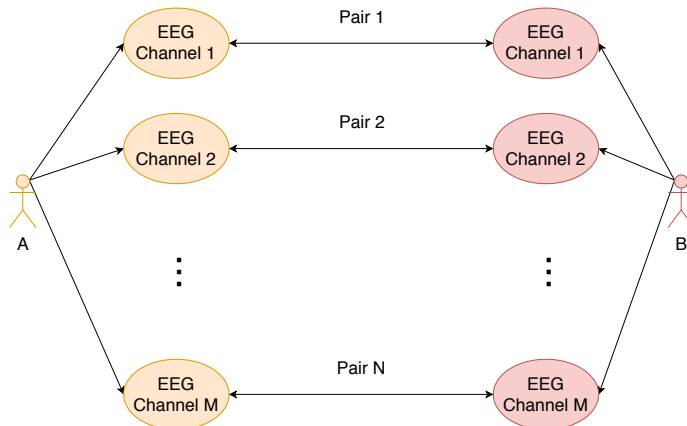 Pair 1
EEG
Channel 1
EEG
Channel 1
Pair 2
EEG
Channel 2
EEG
Channel 2
A
B
Pair N
EEG
Channel M
EEG
Channel M